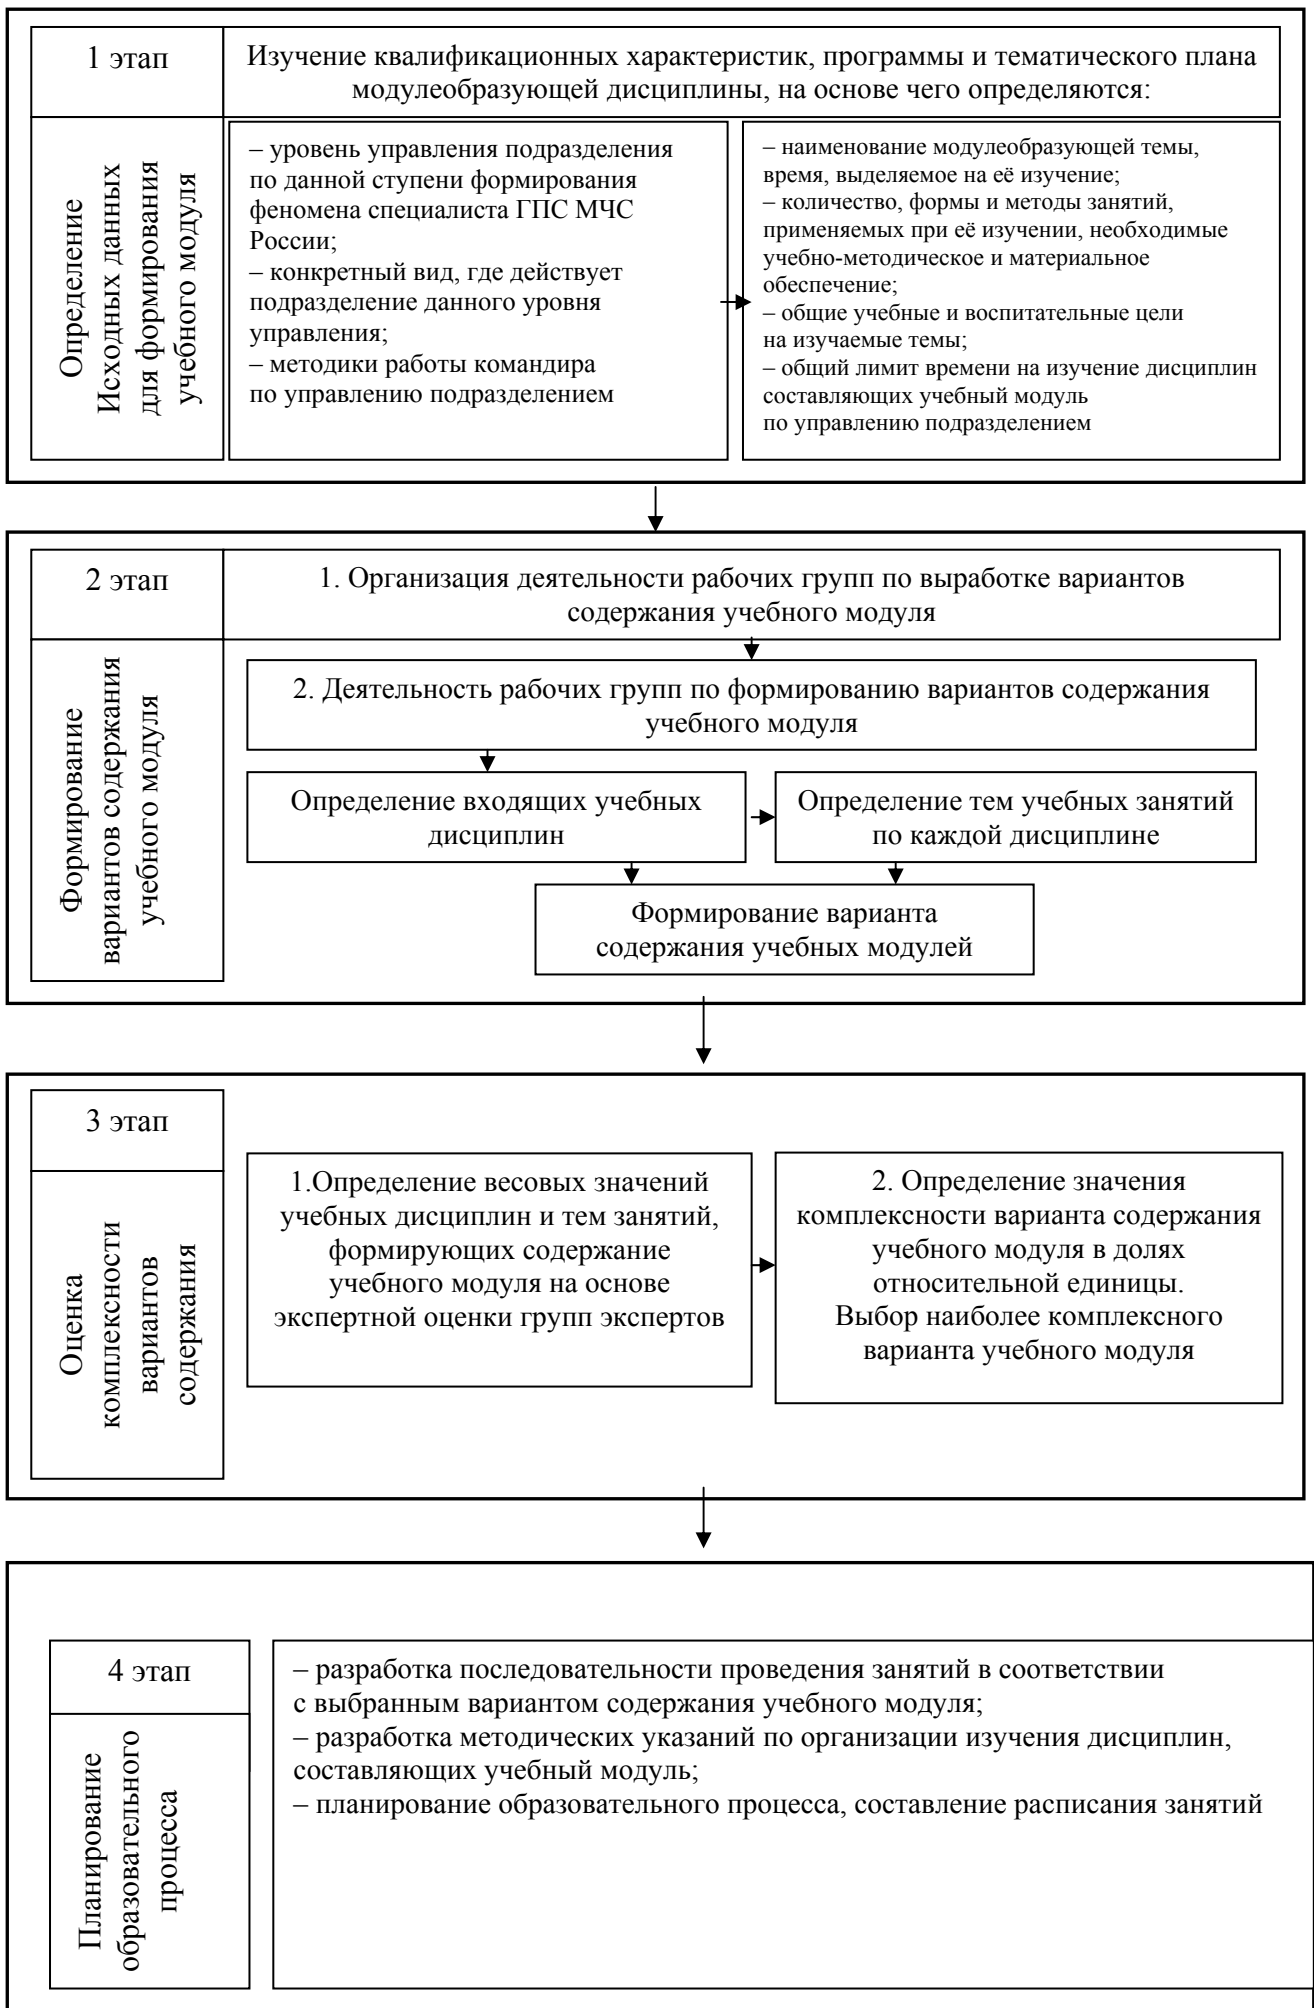 1 этап
Изучение квалификационных характеристик, программы и тематического плана
модулеобразующей дисциплины, на основе чего определяются:
Определение
Исходных данных
для формирования
учебного модуля
– уровень управления подразделения
по данной ступени формирования
феномена специалиста ГПС МЧС
России;
– конкретный вид, где действует
подразделение данного уровня
управления;
– методики работы командира
по управлению подразделением
– наименование модулеобразующей темы,
время, выделяемое на её изучение;
– количество, формы и методы занятий,
применяемых при её изучении, необходимые
учебно-методическое и материальное
обеспечение;
– общие учебные и воспитательные цели
на изучаемые темы;
– общий лимит времени на изучение дисциплин
составляющих учебный модуль
по управлению подразделением
2 этап
1. Организация деятельности рабочих групп по выработке вариантов
содержания учебного модуля
Формирование
вариантов содержания
учебного модуля
2. Деятельность рабочих групп по формированию вариантов содержания
учебного модуля
Определение входящих учебных
дисциплин
Определение тем учебных занятий
по каждой дисциплине
Формирование варианта
содержания учебных модулей
3 этап
Оценка
комплексности
вариантов
содержания
1.Определение весовых значений
учебных дисциплин и тем занятий,
формирующих содержание
учебного модуля на основе
экспертной оценки групп экспертов
2. Определение значения
комплексности варианта содержания
учебного модуля в долях
относительной единицы.
Выбор наиболее комплексного
варианта учебного модуля
4 этап
Планирование
образовательного
процесса
– разработка последовательности проведения занятий в соответствии
с выбранным вариантом содержания учебного модуля;
– разработка методических указаний по организации изучения дисциплин,
составляющих учебный модуль;
– планирование образовательного процесса, составление расписания занятий